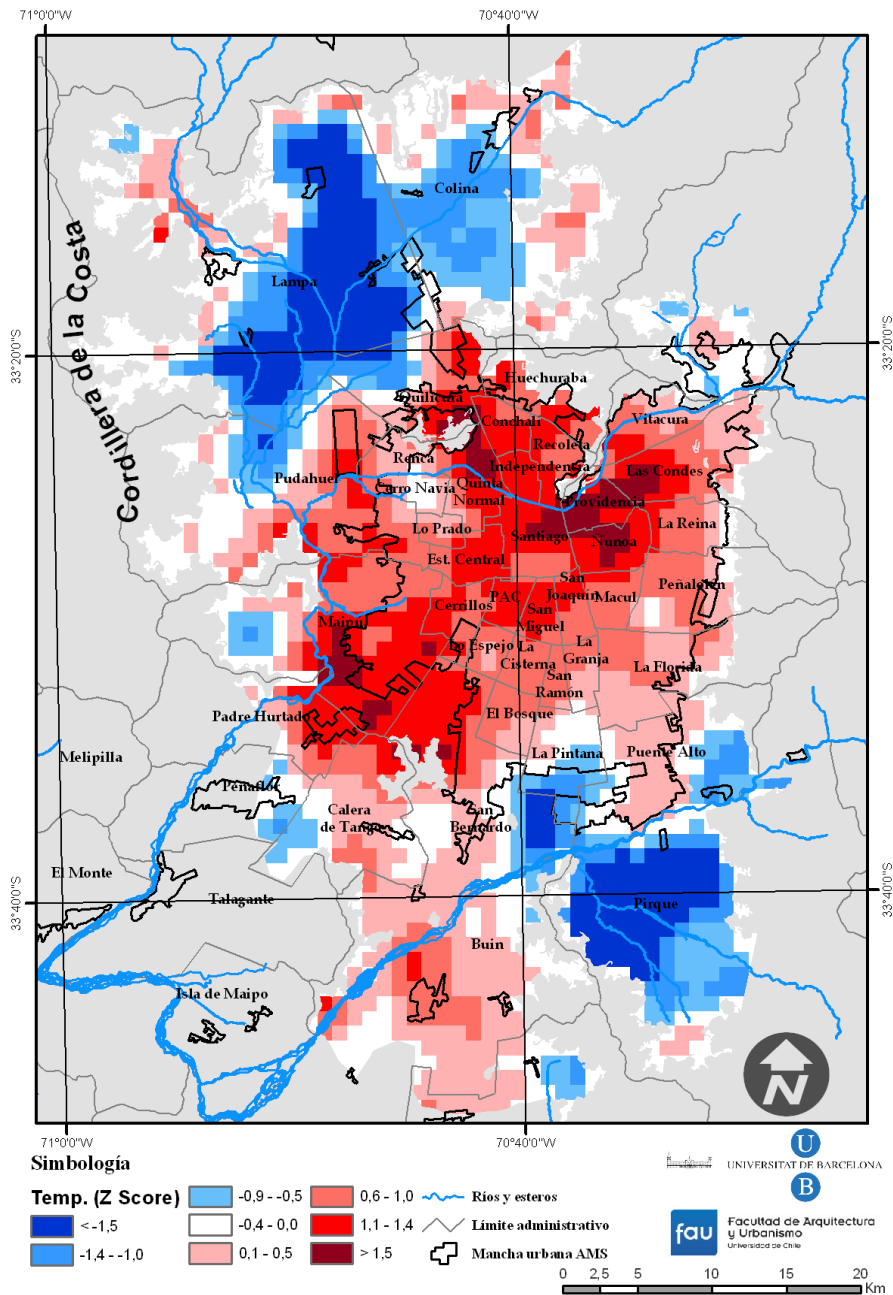 71°0'0"W
70°40'0"W
Colina
Cordillera de la Costa
Lampa
33°20'0"S
33°20'0"S
Huechuraba
Quilicura
Conchali
Vitacura
Recoleta
Renca
Independentia
Las Condes
Pudahuel
Cerro Navia
Quinta
Normal
Providencia
Lo Prado
Santiago
Nunoa
La Reina
Est. Central
San
Joaquin
Macul
Peñalolen
Cerrillos
PAC
San
Miguel
Maipu
Lo Espejo
La
Cisterna
La
Granja
La Florida
San
Ramón
Padre Hurtado
El Bosque
Melipilla
La Pintana
Puente Alto
Peñaflor
Calera
de Tango
San
Bernardo
El Monte
Talagante
33°40'0"S
33°40'0"S
Pirque
Buin
Isla de Maipo
N
71°0'0"W
70°40'0"W
Simbología
Temp. (Z Score)
< -1,5
-1,4 - -1,0
-0,9 - -0,5
-0,4 - 0,0
0,1 - 0,5
0,6 - 1,0
1,1 - 1,4
> 1,5
Ríos y esteros
Límite administrativo
Mancha urbana AMS
U
UNIVERSITAT DE BARCELONA
B
fau
Facultad de Arquitectura
y Urbanismo
Universidad de Chile
0 2,5 5 10 15 20
Km